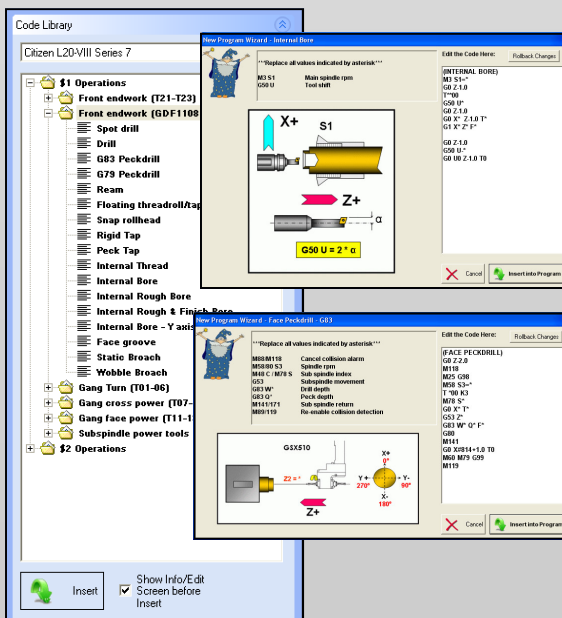 Code Library
Citizen L20-VIII Series 7
$1 Operations
Front endwork (T21-T23)
Front endwork (GDF1108
Spot drill
Drill
G83 Peckdrill
G79 Peckdrill
Ream
Floating threadroll/tap
Snap rollhead
Rigid Tap
Peck Tap
Internal Thread
Internal Bore
Internal Rough Bore
Internal Rough & Finish Bore
Internal Bore - Y axis
Face groove
Static Broach
Wobble Broach
Gang Turn (T01-06)
Gang cross power (T07-
Gang face power (T11-1
Subspindle power tools
$2 Operations
Insert
Show Info/Edit
Screen before
Insert
New Program Wizard - Internal Bore
***Replace all values indicated by asterisk***
M3 S1 Main spindle rpm
G50 U Tool shift
X+
S1
Z+
α
G50 U = 2 * α
Edit the Code Here:
Rollback Changes
(INTERNAL BORE)
M3 S1=*
G0 Z-1.0
T**00
G50 U*
G0 Z-1.0
G0 X* Z-1.0 T*
G1 X* Z* F*
G0 Z-1.0
G50 U-*
G0 U0 Z-1.0 T0
Cancel
Insert into Program
New Program Wizard - Face Peckdrill - G83
***Replace all values indicated by asterisk***
M88/M118 Cancel collision alarm
M58/80 S3 Spindle rpm
M48 C / M78 S Sub spindle index
G53 Subspindle movement
G83 W* Drill depth
G83 Q* Peck depth
M141/171 Sub spindle return
M89/119 Re-enable collision detection
GSX510
Z2 = *
Z+
X+
0°
Y+
270°
Y-
90°
X-
180°
Edit the Code Here:
Rollback Changes
(FACE PECKDRILL)
G0 Z-2.0
M118
M25 G98
M58 S3=*
T *00 K3
M78 S*
G0 X* T*
G53 Z*
G83 W* Q* F*
G80
M141
G0 X#814+1.0 T0
M60 M79 G99
M119
Cancel
Insert into Program